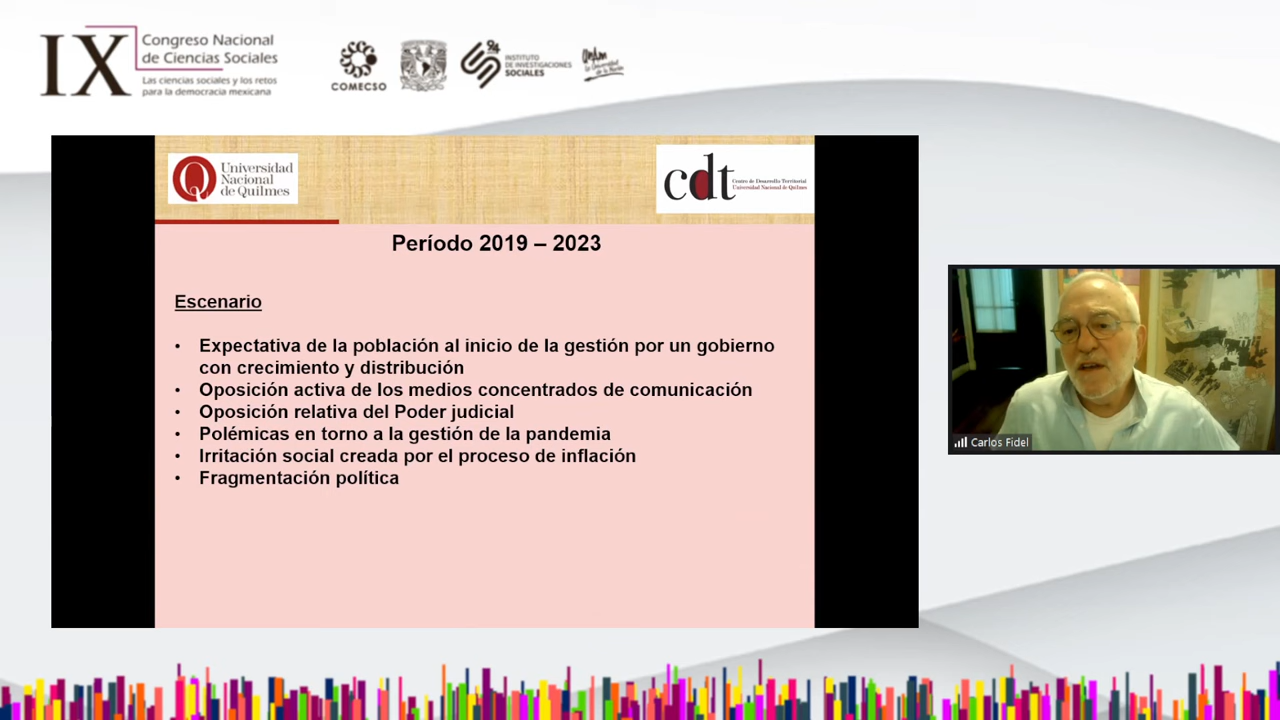 IX
Congreso Nacional
de Ciencias Sociales
Las ciencias sociales y los retos
para la democracia mexicana
COMECSO
94
INSTITUTO
DE INVESTIGACIONES
SOCIALES
Universidad
Nacional
de Quilmes
cdt
Centro de Desarrollo Territorial
Universidad Nacional de Quilmes
Período 2019 – 2023
Escenario
• Expectativa de la población al inicio de la gestión por un gobierno
con crecimiento y distribución
• Oposición activa de los medios concentrados de comunicación
• Oposición relativa del Poder judicial
• Polémicas en torno a la gestión de la pandemia
• Irritación social creada por el proceso de inflación
• Fragmentación política
Carlos Fidel